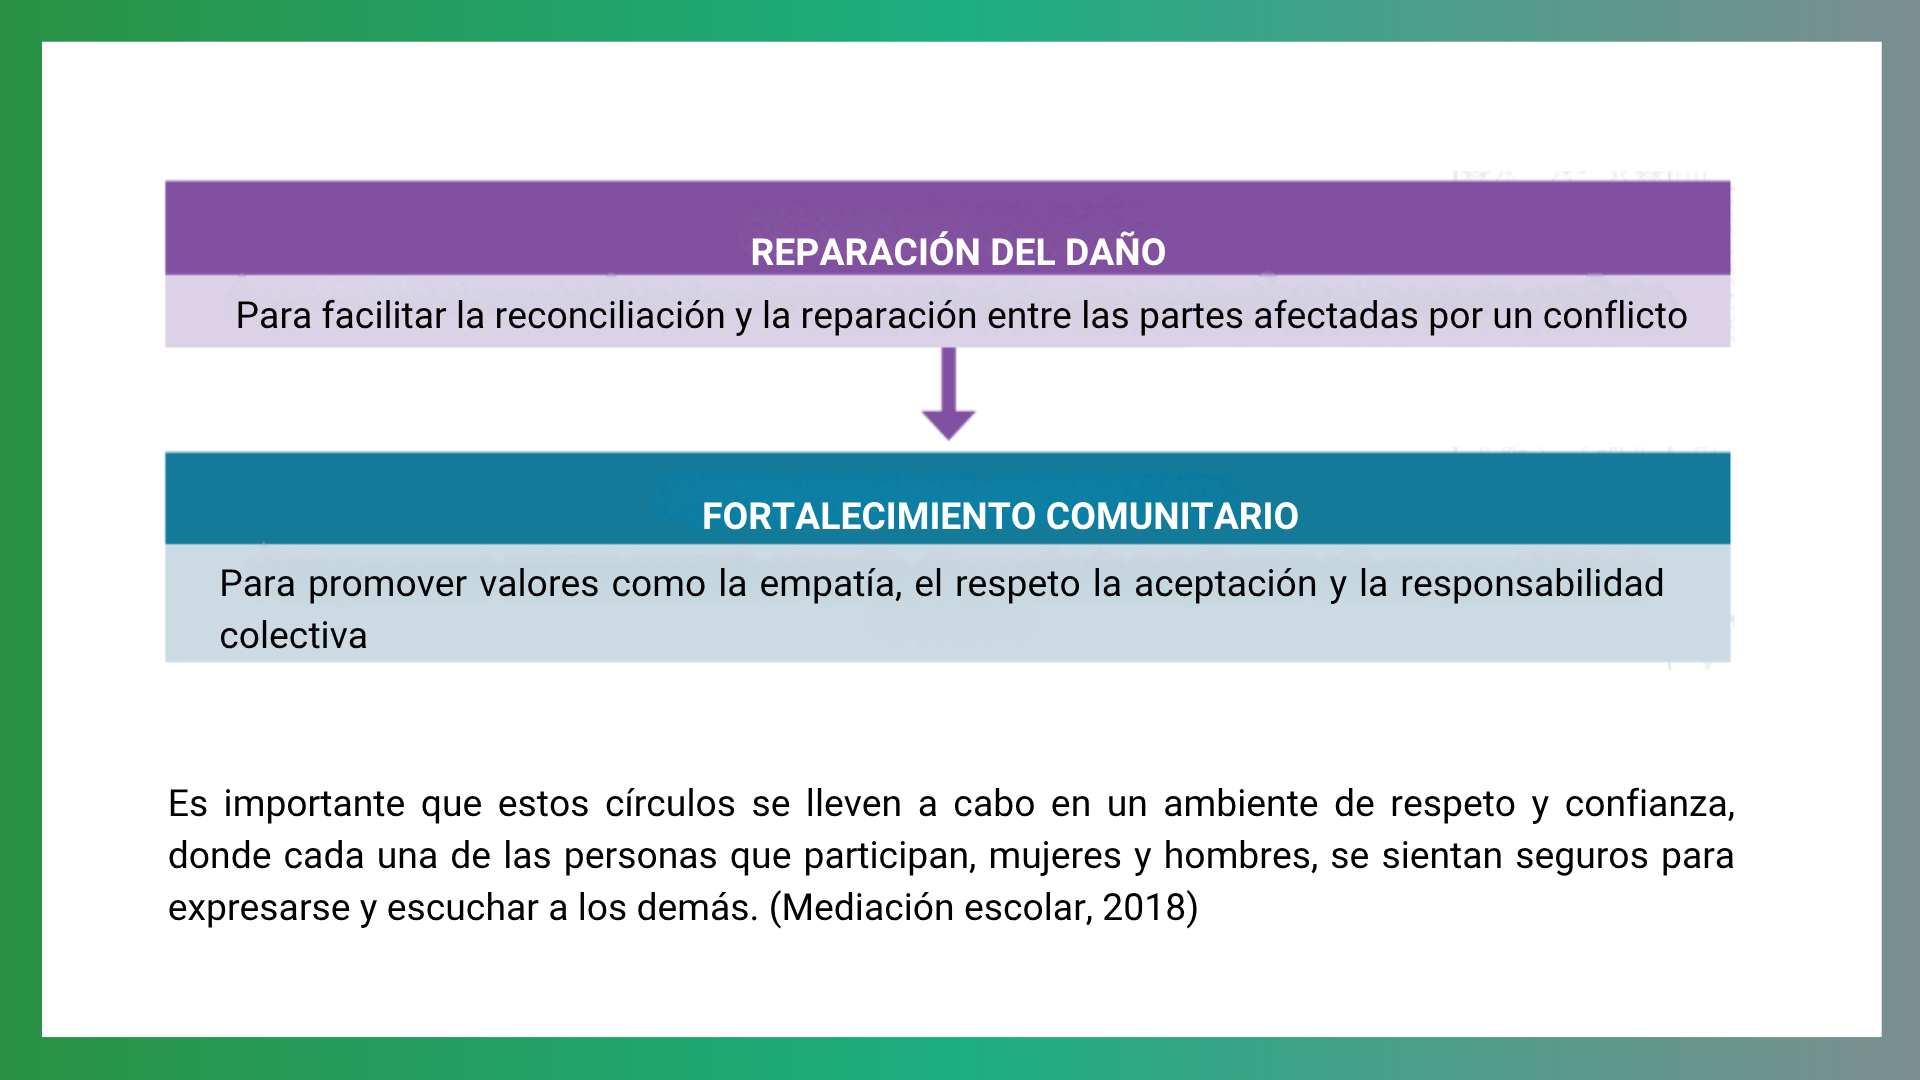 REPARACIÓN DEL DAÑO
Para facilitar la reconciliación y la reparación entre las partes afectadas por un conflicto
FORTALECIMIENTO COMUNITARIO
Para promover valores como la empatía, el respeto la aceptación y la responsabilidad
colectiva
Es importante que estos círculos se lleven a cabo en un ambiente de respeto y confianza,
donde cada una de las personas que participan, mujeres y hombres, se sientan seguros para
expresarse y escuchar a los demás. (Mediación escolar, 2018)